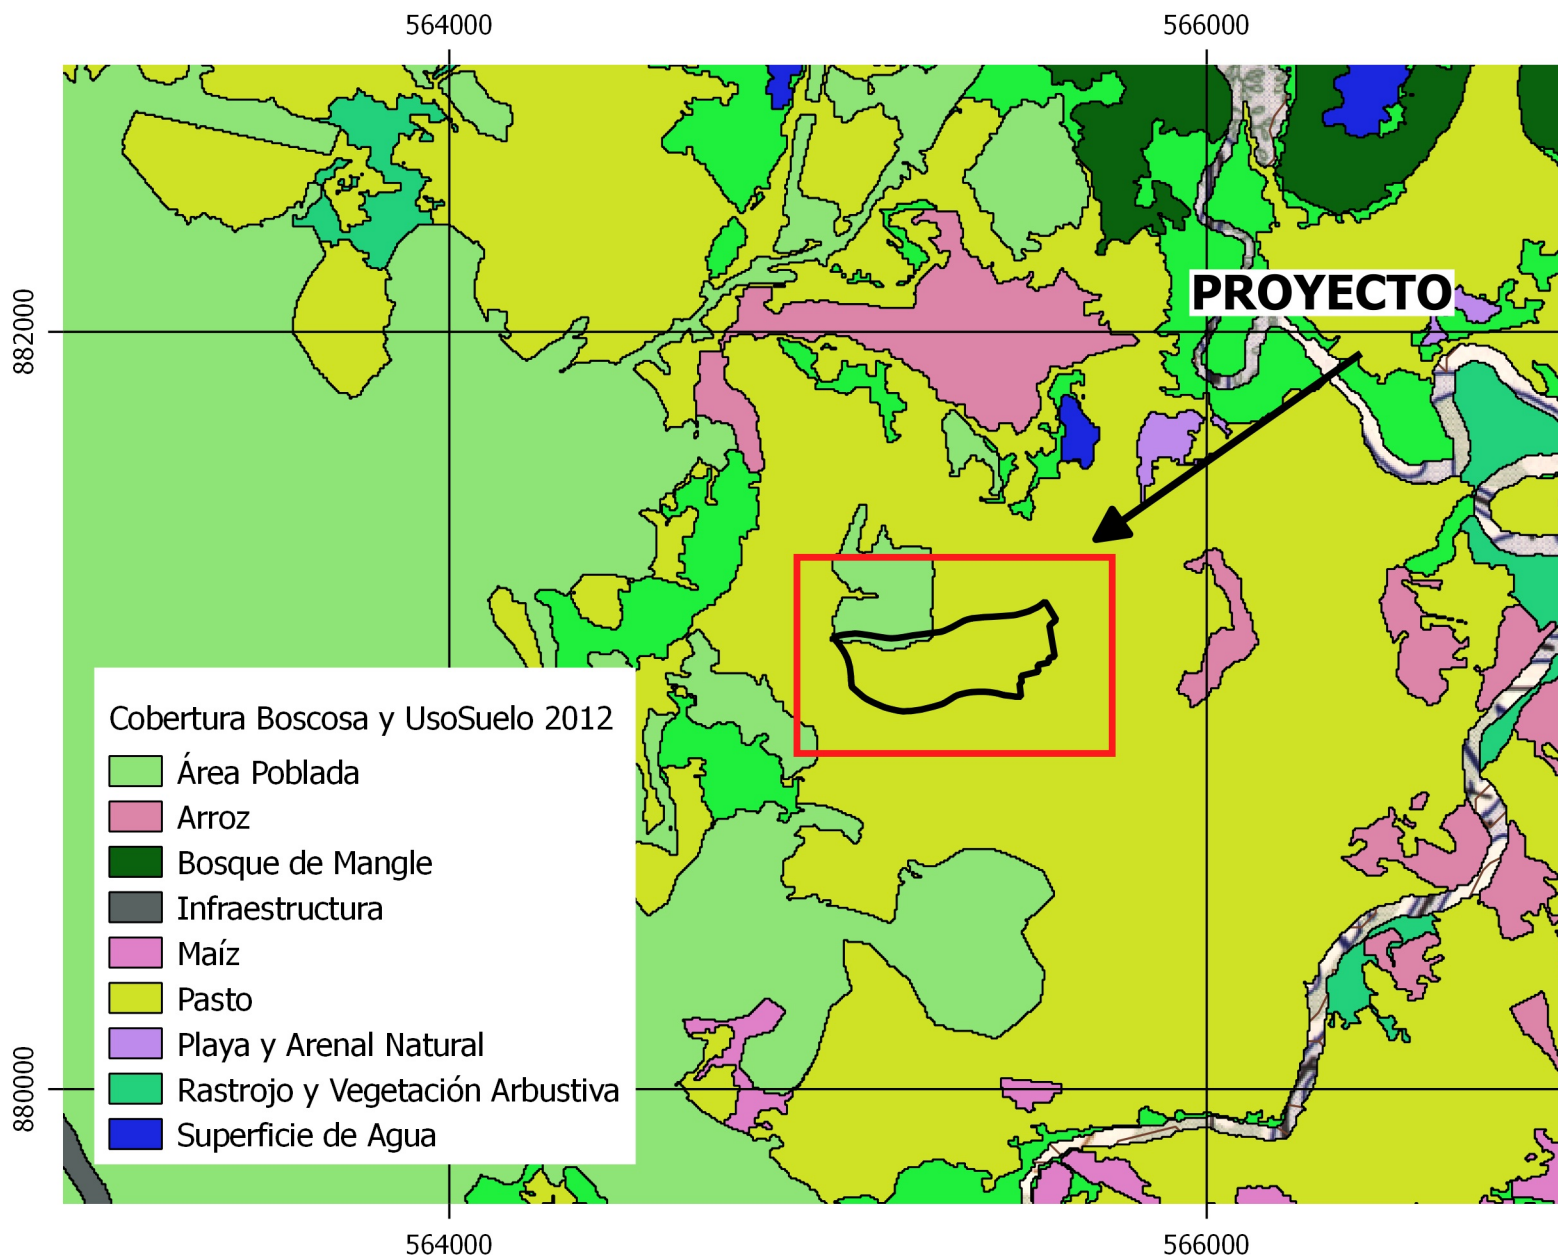 564000
566000
882000
PROYECTO
Cobertura Boscosa y UsoSuelo 2012
Área Poblada
Arroz
Bosque de Mangle
Infraestructura
Maíz
Pasto
Playa y Arenal Natural
Rastrojo y Vegetación Arbustiva
Superficie de Agua
880000
564000
566000